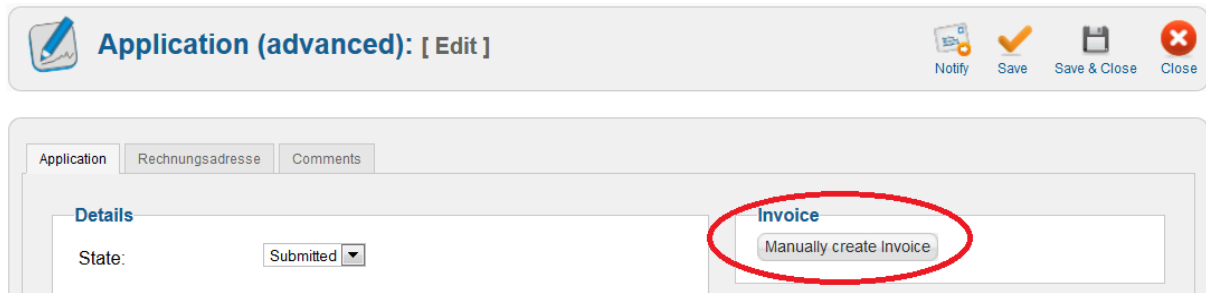 Application (advanced): [ Edit ]
Notify Save Save & Close Close
Application Rechnungsadresse Comments
Details
State: Submitted
Invoice
Manually create Invoice